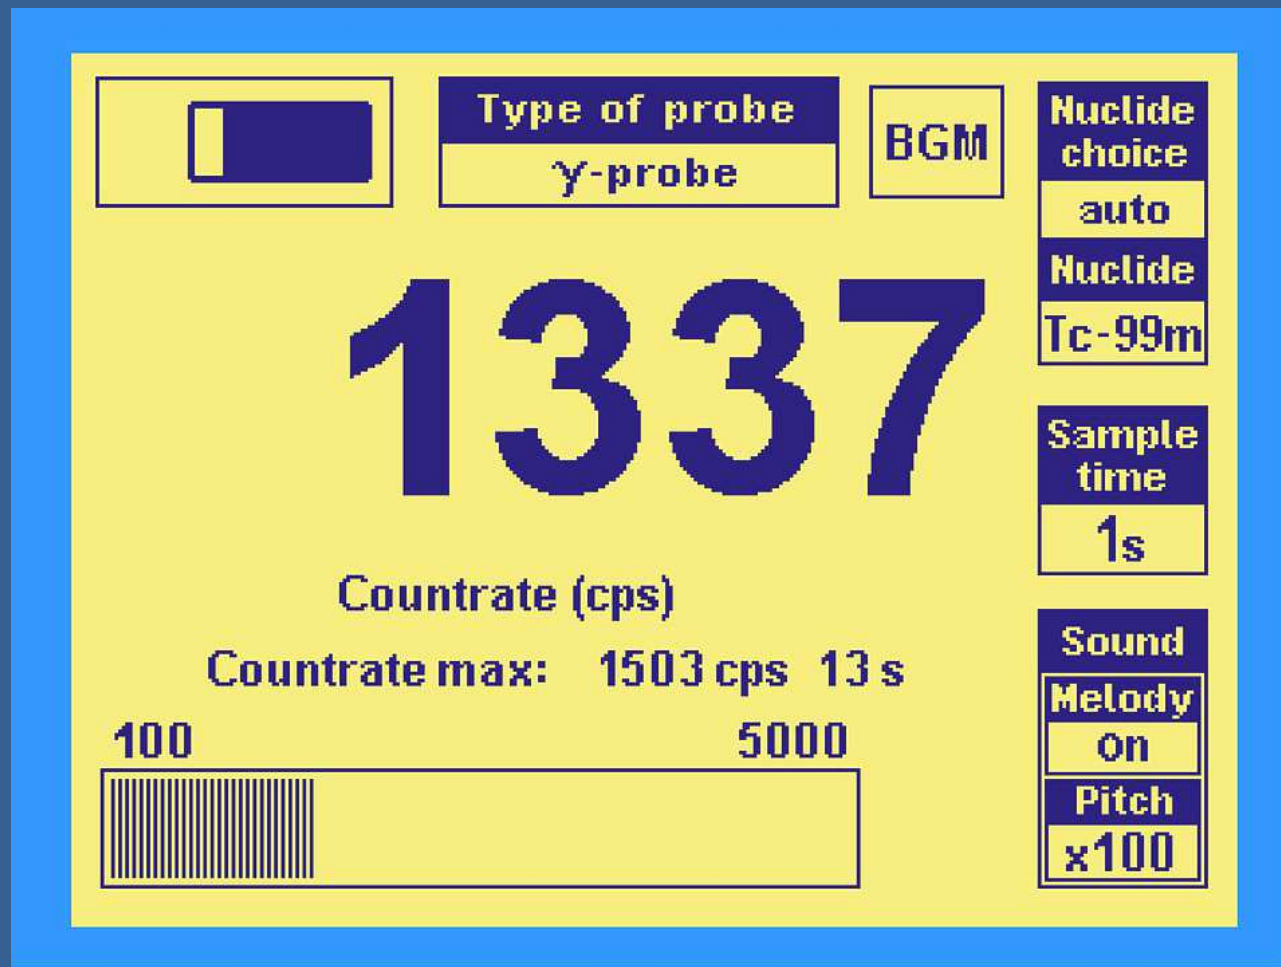 Type of probe
γ-probe
BGM
Nuclide
choice
auto
Nuclide
Tc-99m
1337
Sample
time
1s
Countrate (cps)
Countrate max: 1503 cps 13 s
Sound
Melody
on
Pitch
x100
100 5000